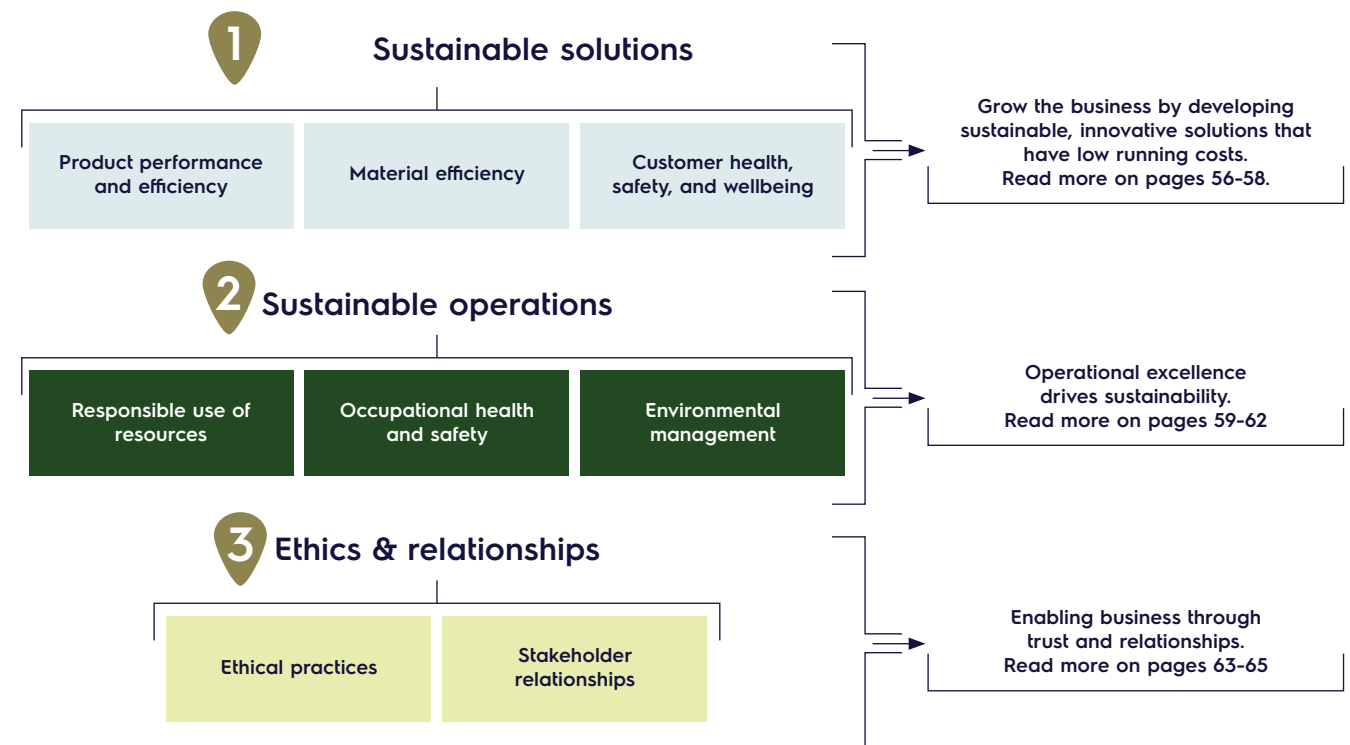 1
Sustainable solutions
Product performance
and efficiency
Material efficiency
Customer health,
safety, and wellbeing
Grow the business by developing
sustainable, innovative solutions that
have low running costs.
Read more on pages 56-58.
2
Sustainable operations
Responsible use of
resources
Occupational health
and safety
Environmental
management
Operational excellence
drives sustainability.
Read more on pages 59-62
3
Ethics & relationships
Ethical practices
Stakeholder
relationships
Enabling business through
trust and relationships.
Read more on pages 63-65